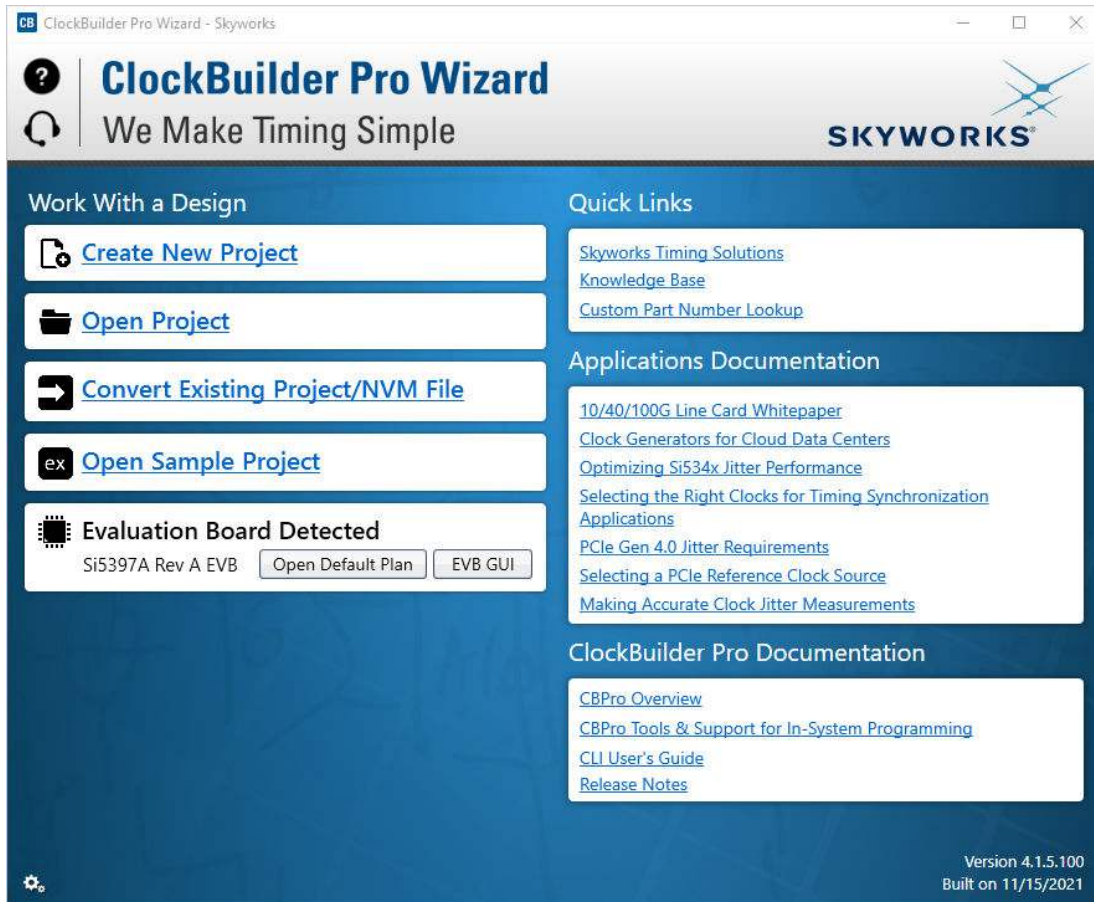 CB ClockBuilder Pro Wizard - Skyworks
?
ClockBuilder Pro Wizard
We Make Timing Simple
SKYWORKS®
Work With a Design
Create New Project
Open Project
Convert Existing Project/NVM File
ex Open Sample Project
Evaluation Board Detected
Si5397A Rev A EVB Open Default Plan EVB GUI
Quick Links
Skyworks Timing Solutions
Knowledge Base
Custom Part Number Lookup
Applications Documentation
10/40/100G Line Card Whitepaper
Clock Generators for Cloud Data Centers
Optimizing Si534x Jitter Performance
Selecting the Right Clocks for Timing Synchronization
Applications
PCIe Gen 4.0 Jitter Requirements
Selecting a PCIe Reference Clock Source
Making Accurate Clock Jitter Measurements
ClockBuilder Pro Documentation
CBPro Overview
CBPro Tools & Support for In-System Programming
CLI User's Guide
Release Notes
Version 4.1.5.100
Built on 11/15/2021